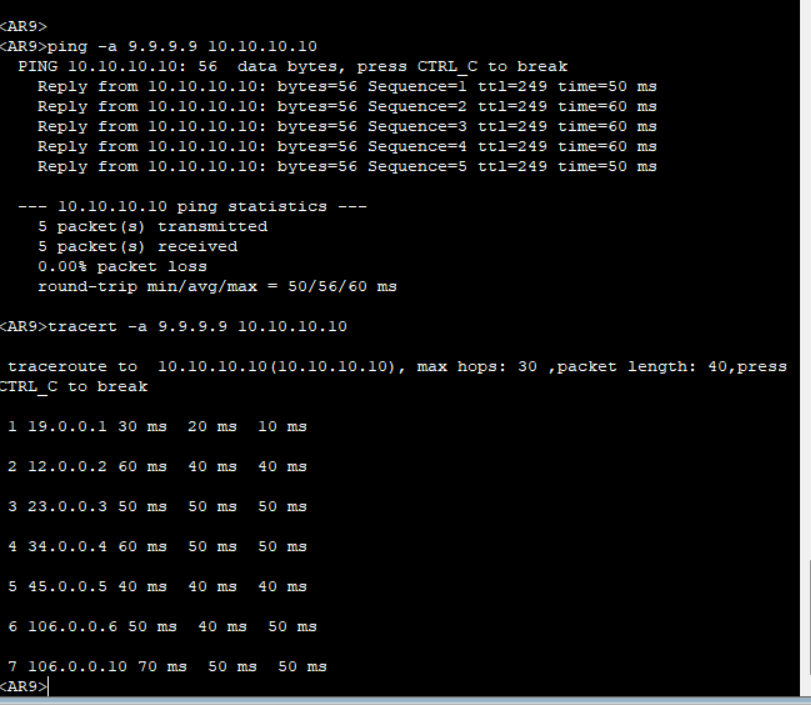 <AR9>
<AR9>ping -a 9.9.9.9 10.10.10.10
  PING 10.10.10.10: 56  data bytes, press CTRL_C to break
    Reply from 10.10.10.10: bytes=56 Sequence=1 ttl=249 time=50 ms
    Reply from 10.10.10.10: bytes=56 Sequence=2 ttl=249 time=60 ms
    Reply from 10.10.10.10: bytes=56 Sequence=3 ttl=249 time=60 ms
    Reply from 10.10.10.10: bytes=56 Sequence=4 ttl=249 time=60 ms
    Reply from 10.10.10.10: bytes=56 Sequence=5 ttl=249 time=50 ms
  --- 10.10.10.10 ping statistics ---
    5 packet(s) transmitted
    5 packet(s) received
    0.00% packet loss
    round-trip min/avg/max = 50/56/60 ms
<AR9>tracert -a 9.9.9.9 10.10.10.10
 traceroute to  10.10.10.10(10.10.10.10), max hops: 30 ,packet length: 40,press
CTRL_C to break
 1 19.0.0.1 30 ms  20 ms  10 ms
 2 12.0.0.2 60 ms  40 ms  40 ms
 3 23.0.0.3 50 ms  50 ms  50 ms
 4 34.0.0.4 60 ms  50 ms  50 ms
 5 45.0.0.5 40 ms  40 ms  40 ms
 6 106.0.0.6 50 ms  40 ms  50 ms
 7 106.0.0.10 70 ms  50 ms  50 ms
<AR9>